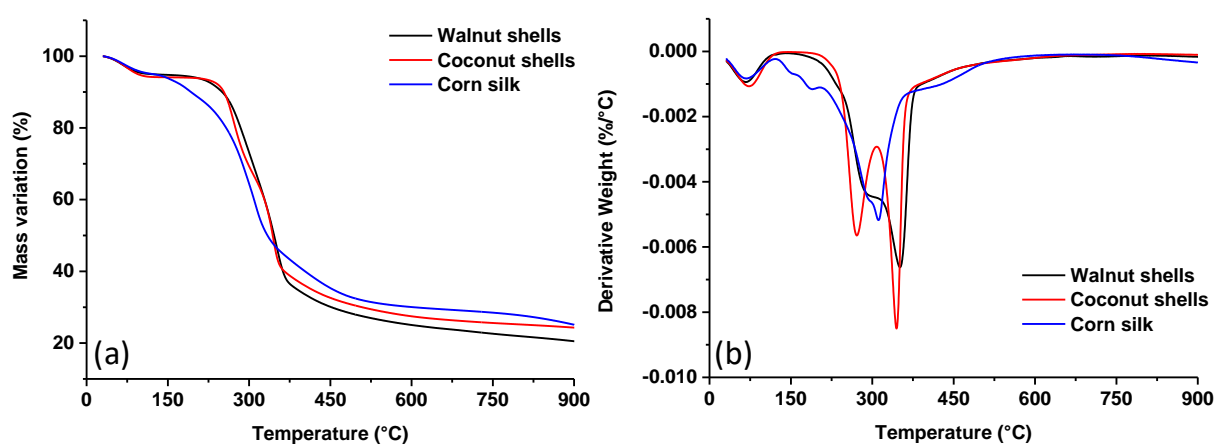 Mass variation (%)
100
80
60
40
20
Walnut shells
Coconut shells
Corn silk
(a)
0 150 300 450 600 750 900
Temperature (°C)
Derivative Weight (%/°C)
0.000
-0.002
-0.004
-0.006
-0.008
-0.010
Walnut shells
Coconut shells
Corn silk
(b)
0 150 300 450 600 750 900
Temperature (°C)